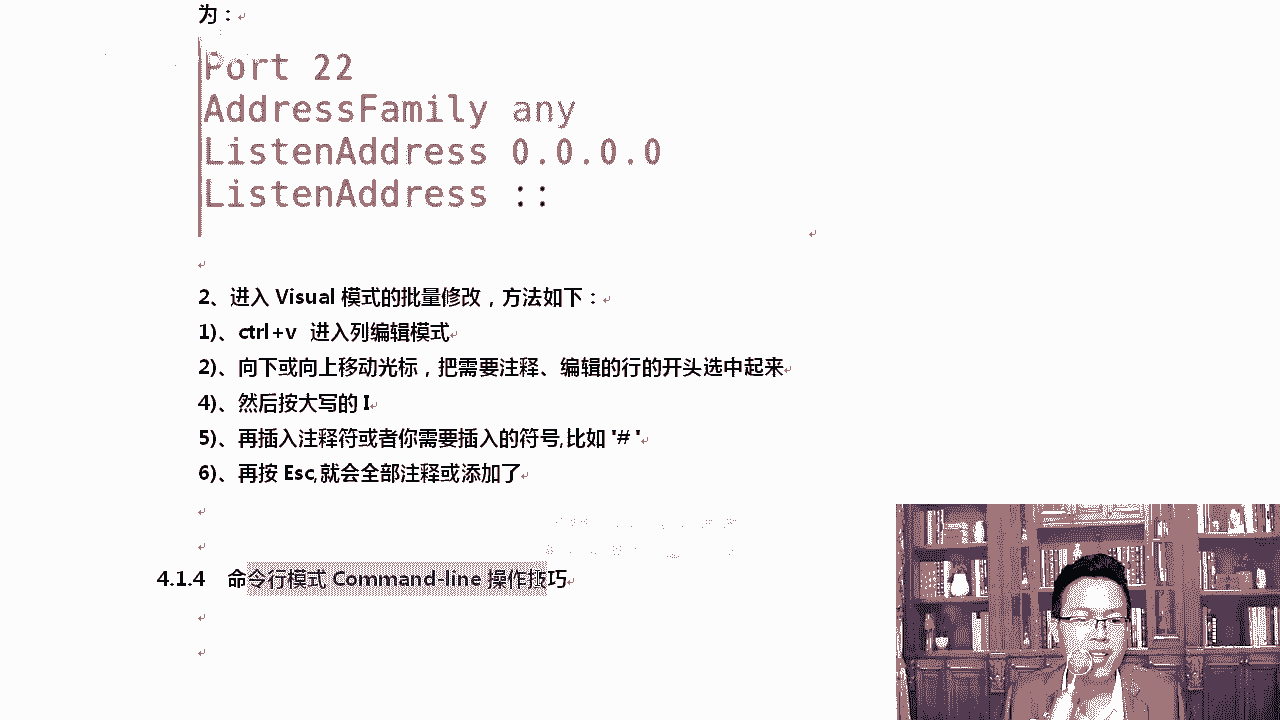 为：
Port 22
AddressFamily any
ListenAddress 0.0.0.0
ListenAddress ::
2、进入 Visual 模式的批量修改，方法如下：
1)、ctrl+v 进入列编辑模式
2)、向下或向上移动光标，把需要注释、编辑的行的开头选中起来
4)、然后按大写的 I
5)、再插入注释符或者你需要插入的符号,比如 '# '
6)、再按 Esc,就会全部注释或添加了
4.1.4 命令行模式 Command-line 操作技巧